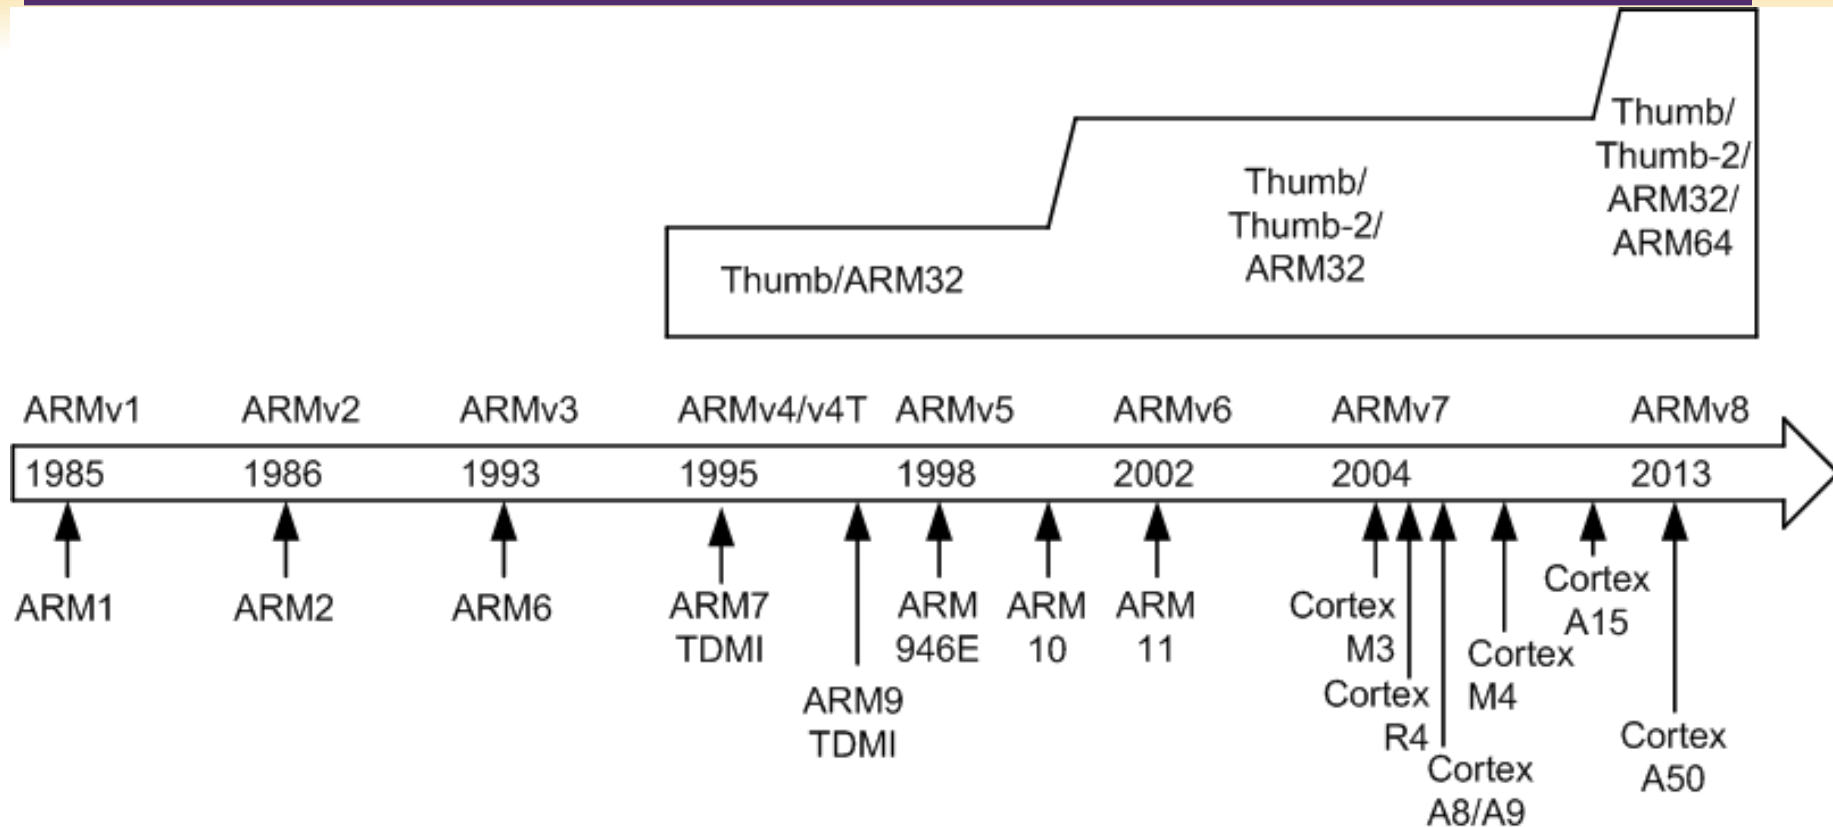 Thumb/
Thumb-2/
ARM32/
ARM64
Thumb/
Thumb-2/
ARM32
Thumb/ARM32
ARMv1 ARMv2 ARMv3 ARMv4/v4T ARMv5 ARMv6 ARMv7 ARMv8
1985 1986 1993 1995 1998 2002 2004 2013
ARM1
ARM2
ARM6
ARM7
TDMI
ARM9
TDMI
ARM
946E
ARM
10
ARM
11
Cortex
M3
Cortex
R4
Cortex
A8/A9
Cortex
M4
Cortex
A15
Cortex
A50